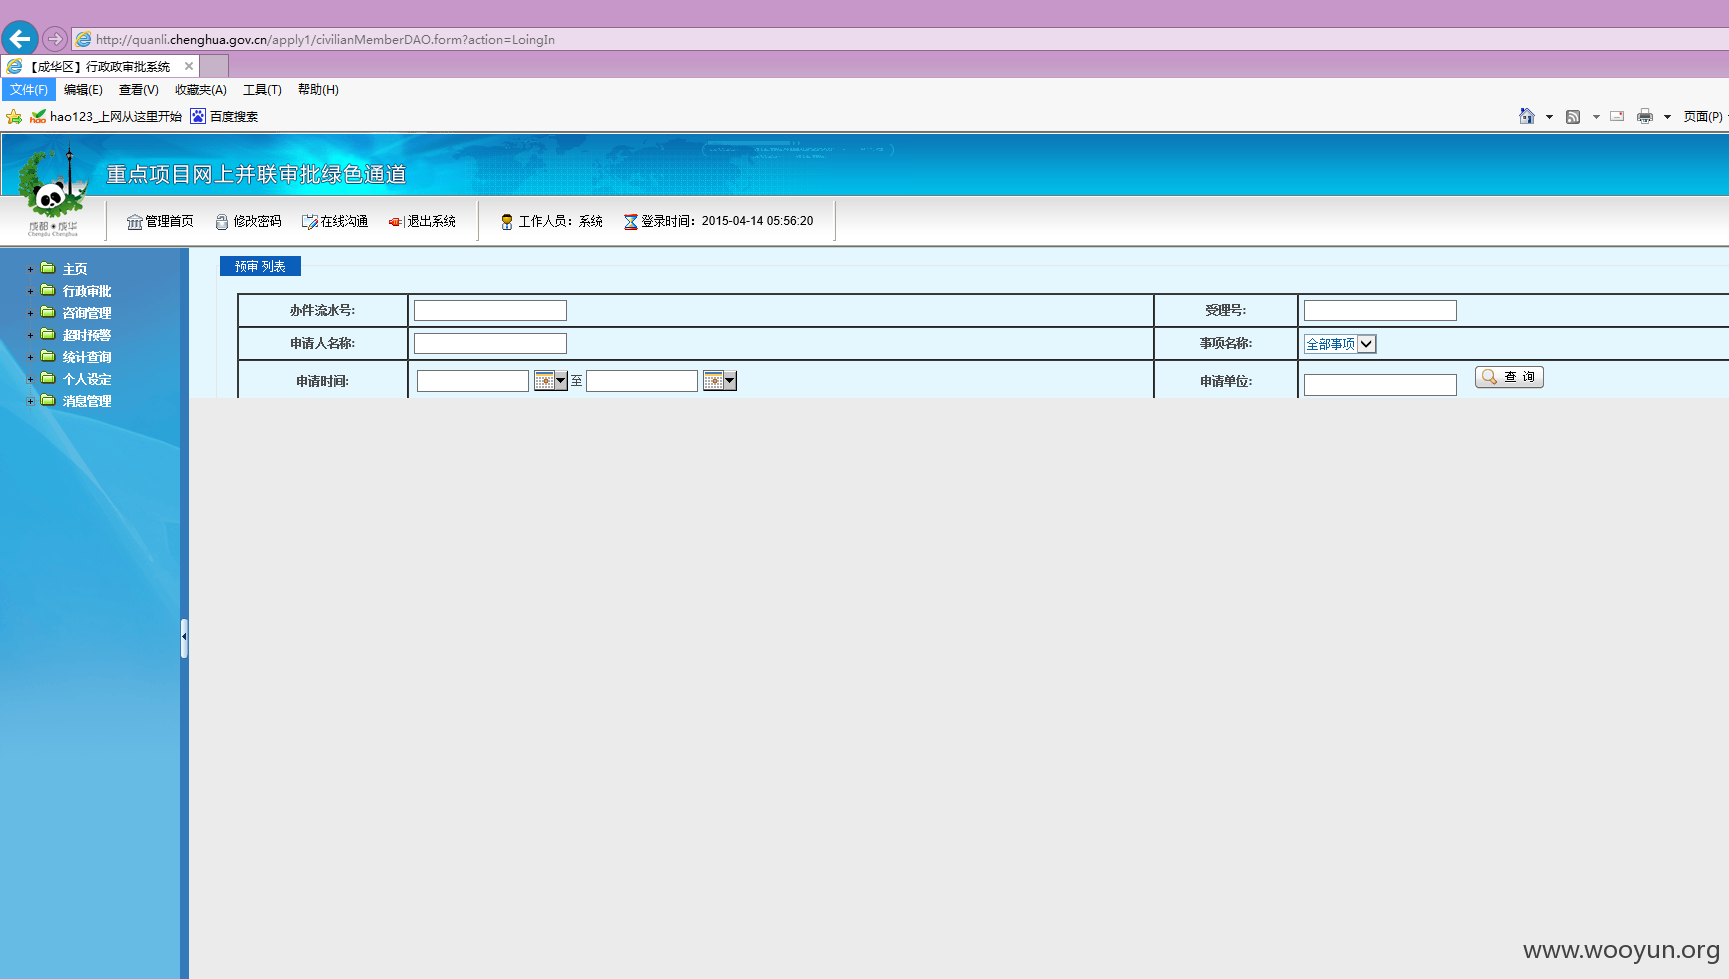 http://quanli.chenghua.gov.cn/apply1/civilianMemberDAO.form?action=LoingIn
【成华区】行政政审批系统
文件(F) 编辑(E) 查看(V) 收藏夹(A) 工具(T) 帮助(H)
hao123_上网从这里开始 百度搜索 页面(P)
重点项目网上并联审批绿色通道
成都 成华
Chengdu Chenghua
管理首页 修改密码 在线沟通 退出系统 工作人员：系统 登录时间：2015-04-14 05:56:20
主页
行政审批
咨询管理
超时预警
统计查询
个人设定
消息管理
预审 列表
办件流水号: 受理号:
申请人名称: 事项名称: 全部事项
申请时间: 至 申请单位: 查 询
www.wooyun.org